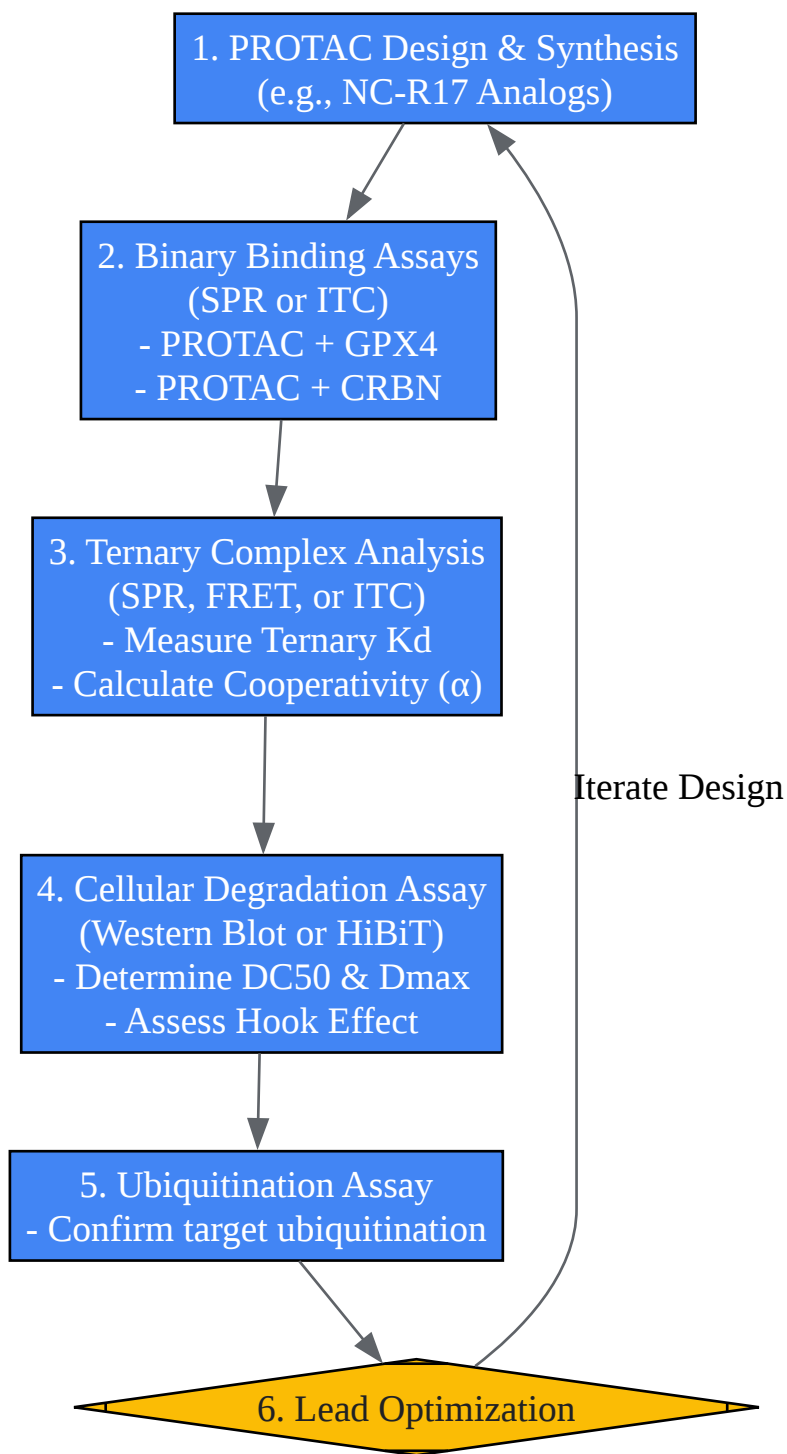 1. PROTAC Design & Synthesis
(e.g., NC-R17 Analogs)
2. Binary Binding Assays
(SPR or ITC)
- PROTAC + GPX4
- PROTAC + CRBN
3. Ternary Complex Analysis
(SPR, FRET, or ITC)
- Measure Ternary Kd
- Calculate Cooperativity (α)
Iterate Design
4. Cellular Degradation Assay
(Western Blot or HiBiT)
- Determine DC50 & Dmax
- Assess Hook Effect
5. Ubiquitination Assay
- Confirm target ubiquitination
6. Lead Optimization